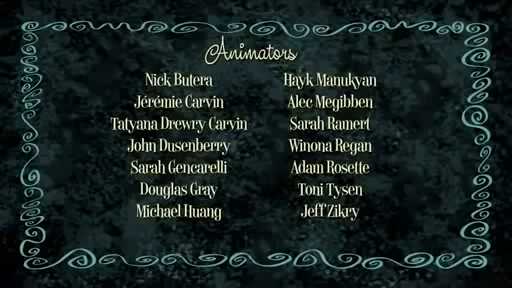 Animators
Nick Butera
Jérémie Carvin
Tatyana Drewry Carvin
John Dusenberry
Sarah Gencarelli
Douglas Gray
Michael Huang
Hayk Manukyan
Alec Megibben
Sarah Ramert
Winona Regan
Adam Rosette
Toni Tysen
Jeff Zikry